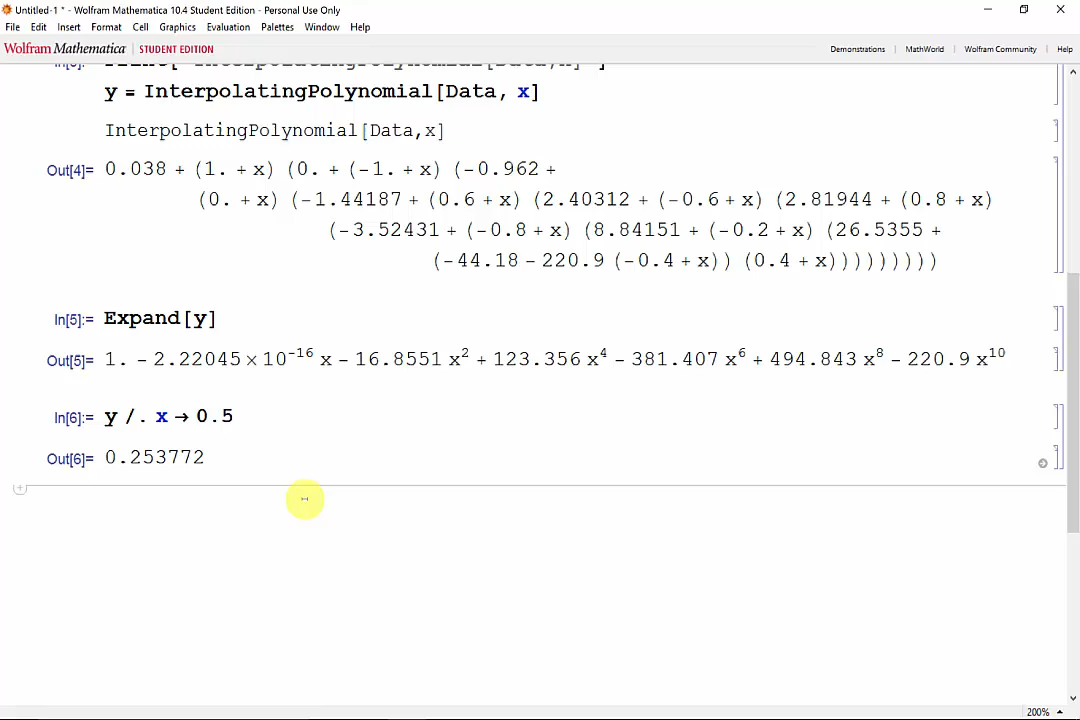 Untitled-1 * - Wolfram Mathematica 10.4 Student Edition - Personal Use Only
File Edit Insert Format Cell Graphics Evaluation Palettes Window Help
Wolfram Mathematica | STUDENT EDITION Demonstrations MathWorld Wolfram Community Help
y = InterpolatingPolynomial[Data, x]
InterpolatingPolynomial[Data,x]
Out[4]= 0.038 + (1. + x) (0. + (-1. + x) (-0.962 +
(0. + x) (-1.44187 + (0.6 + x) (2.40312 + (-0.6 + x) (2.81944 + (0.8 + x)
(-3.52431 + (-0.8 + x) (8.84151 + (-0.2 + x) (26.5355 +
(-44.18 - 220.9 (-0.4 + x)) (0.4 + x)))))))))
In[5]:= Expand[y]
Out[5]= 1. - 2.22045×10⁻¹⁶ x - 16.8551 x² + 123.356 x⁴ - 381.407 x⁶ + 494.843 x⁸ - 220.9 x¹⁰
In[6]:= y /. x → 0.5
Out[6]= 0.253772
200%